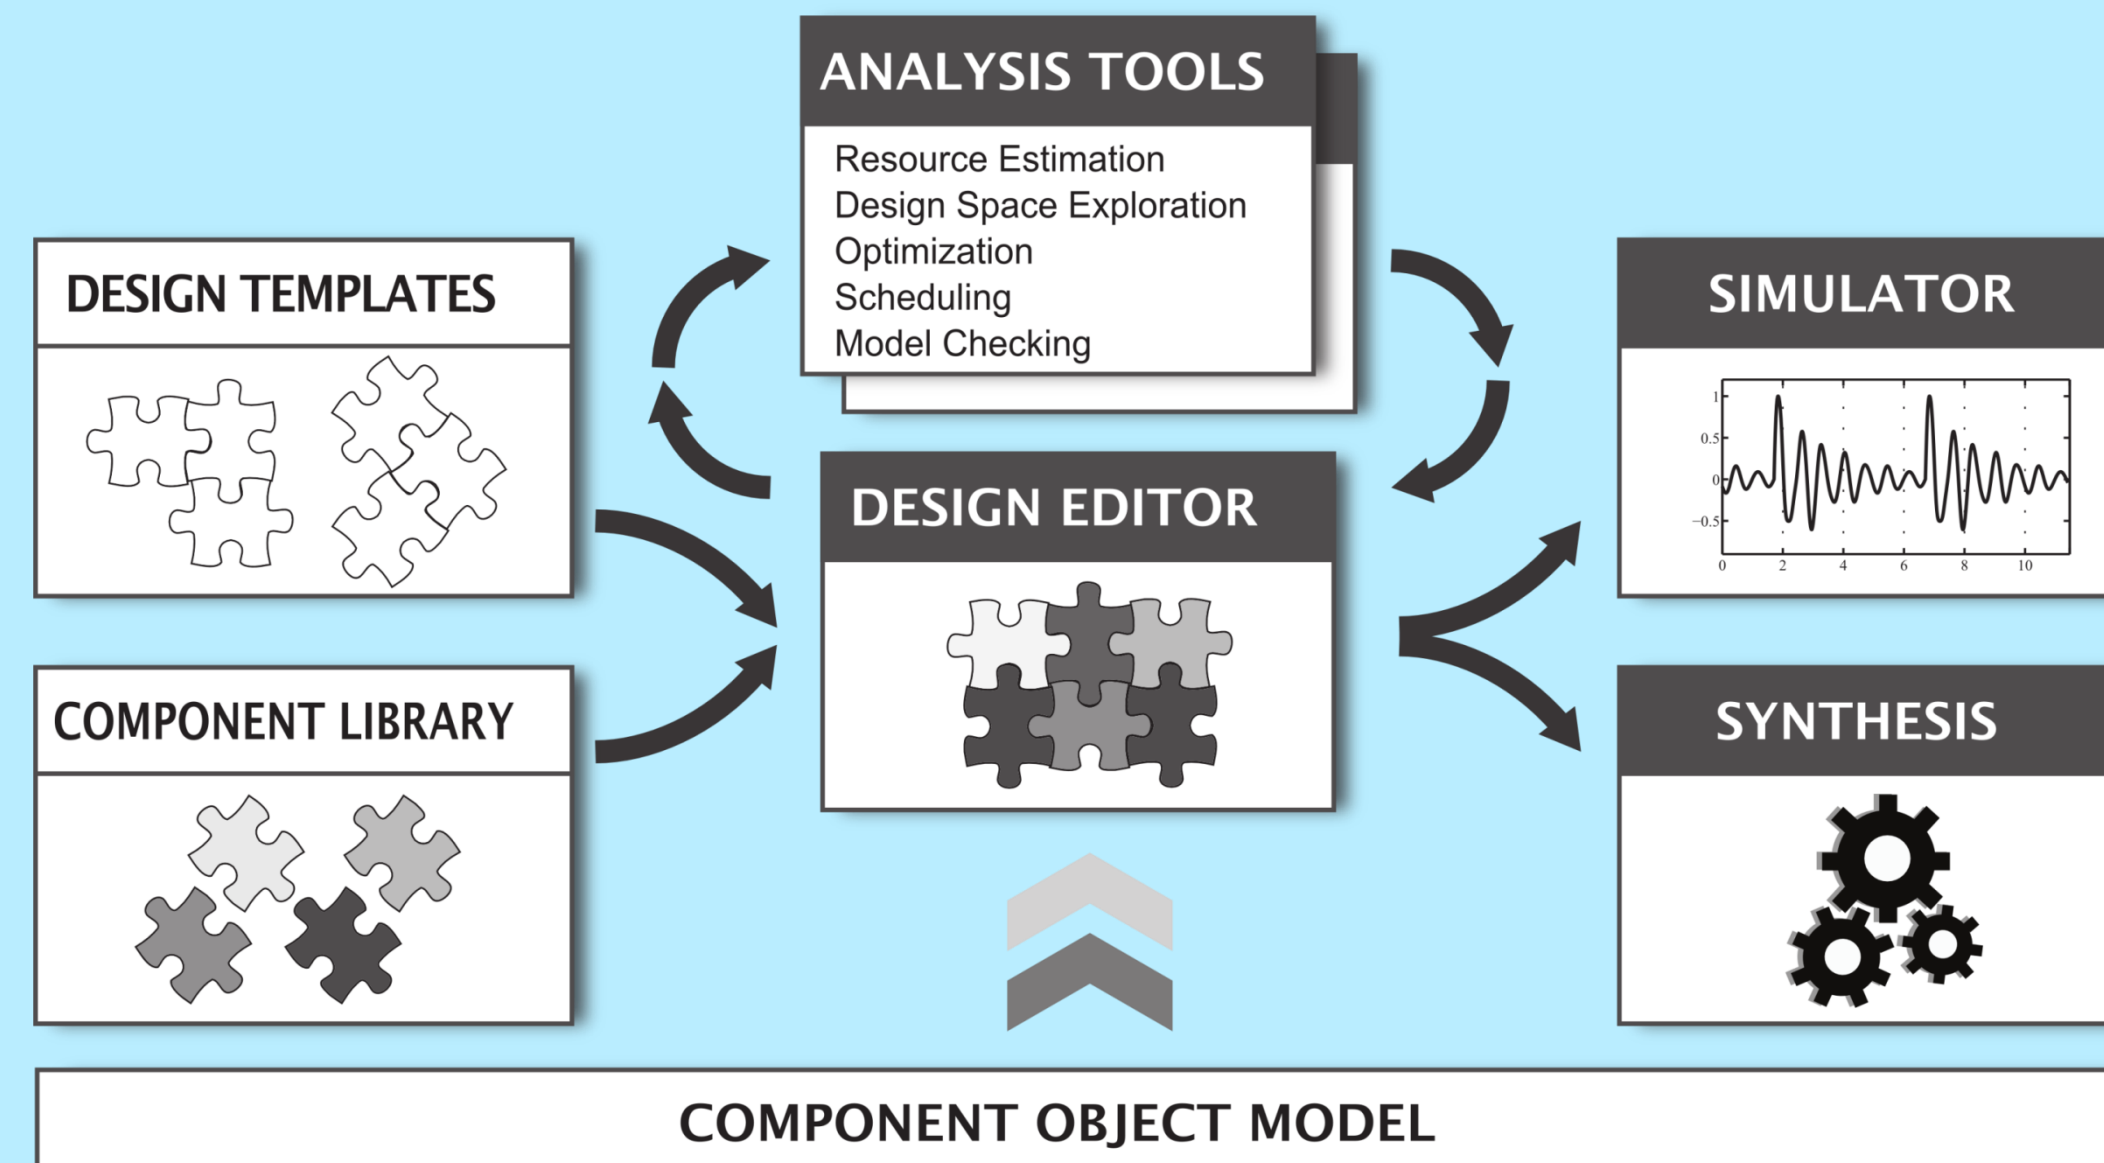 ANALYSIS TOOLS
Resource Estimation
Design Space Exploration
Optimization
Scheduling
Model Checking
DESIGN TEMPLATES
SIMULATOR
1
0.5
0
−0.5
0 2 4 6 8 10
DESIGN EDITOR
COMPONENT LIBRARY
SYNTHESIS
COMPONENT OBJECT MODEL